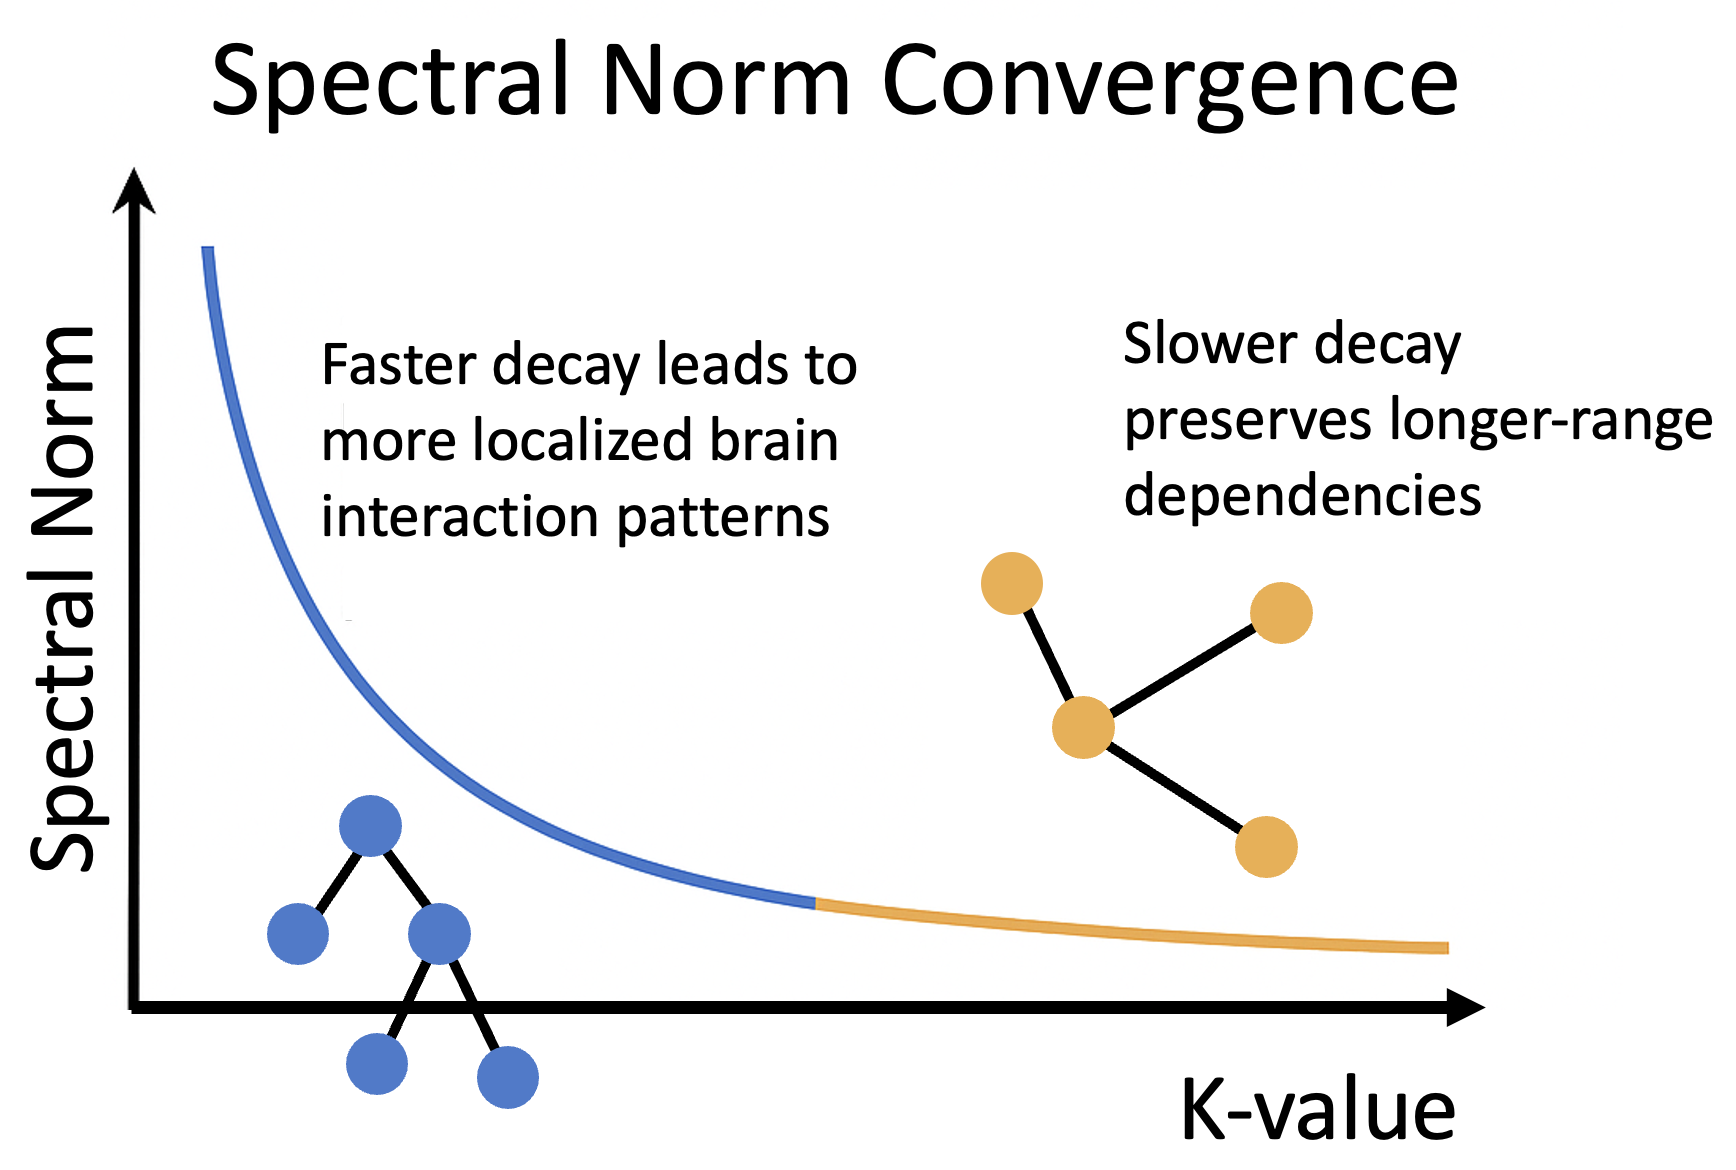 Spectral Norm Convergence
Spectral Norm
Faster decay leads to
more localized brain
interaction patterns
Slower decay
preserves longer-range
dependencies
K-value